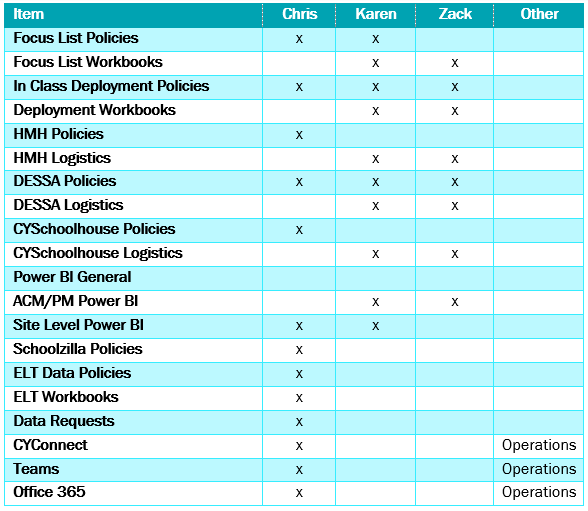 Item Chris Karen Zack Other
Focus List Policies x x
Focus List Workbooks x x
In Class Deployment Policies x x x
Deployment Workbooks x x
HMH Policies x
HMH Logistics x x
DESSA Policies x x x
DESSA Logistics x x
CYSchoolhouse Policies x
CYSchoolhouse Logistics x x
Power BI General
ACM/PM Power BI x x
Site Level Power BI x x
Schoolzilla Policies x
ELT Data Policies x
ELT Workbooks x
Data Requests x
CYConnect x Operations
Teams x Operations
Office 365 x Operations